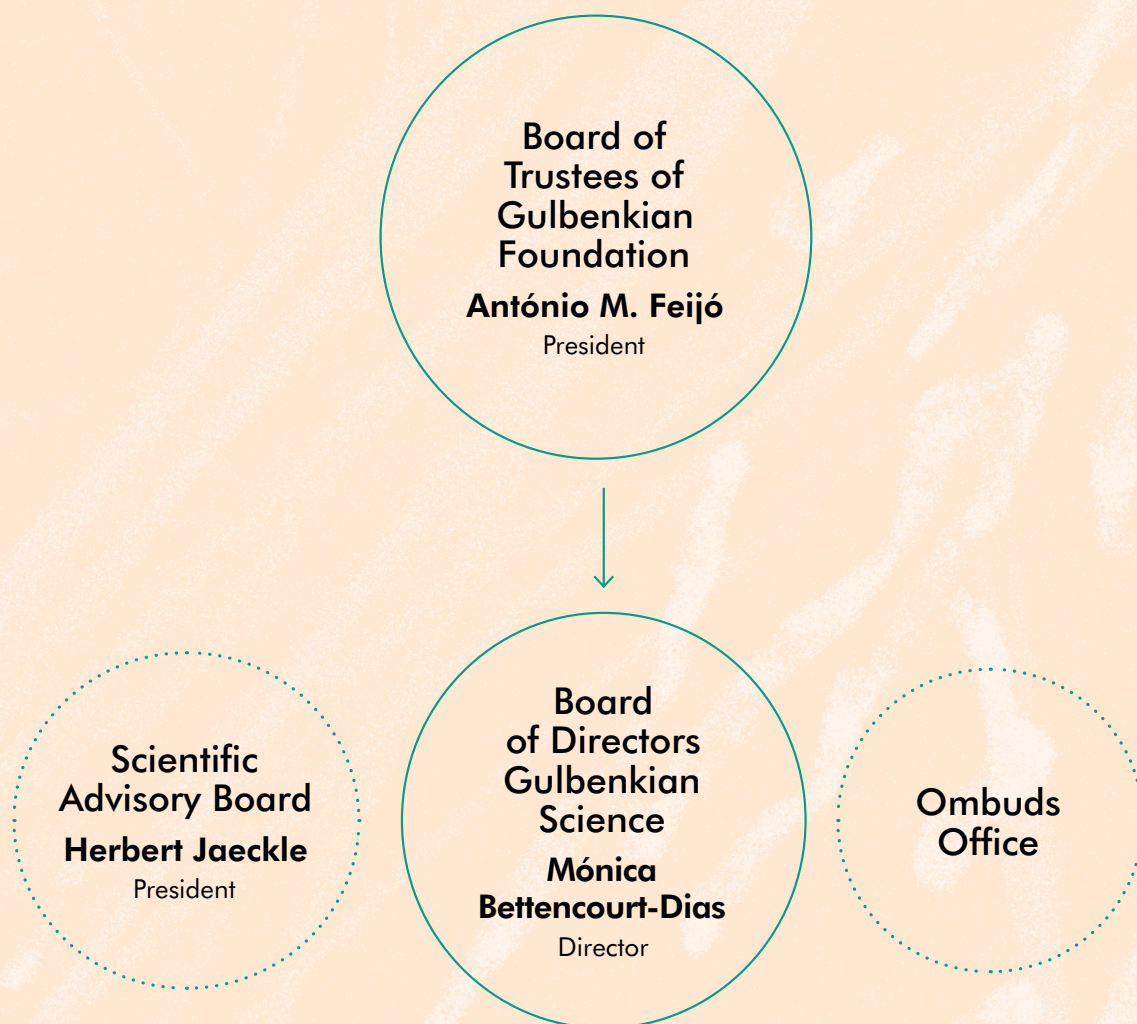 Board of
Trustees of
Gulbenkian
Foundation
António M. Feijó
President
Scientific
Advisory Board
Herbert Jaeckle
President
Board
of Directors
Gulbenkian
Science
Mónica
Bettencourt-Dias
Director
Ombuds
Office